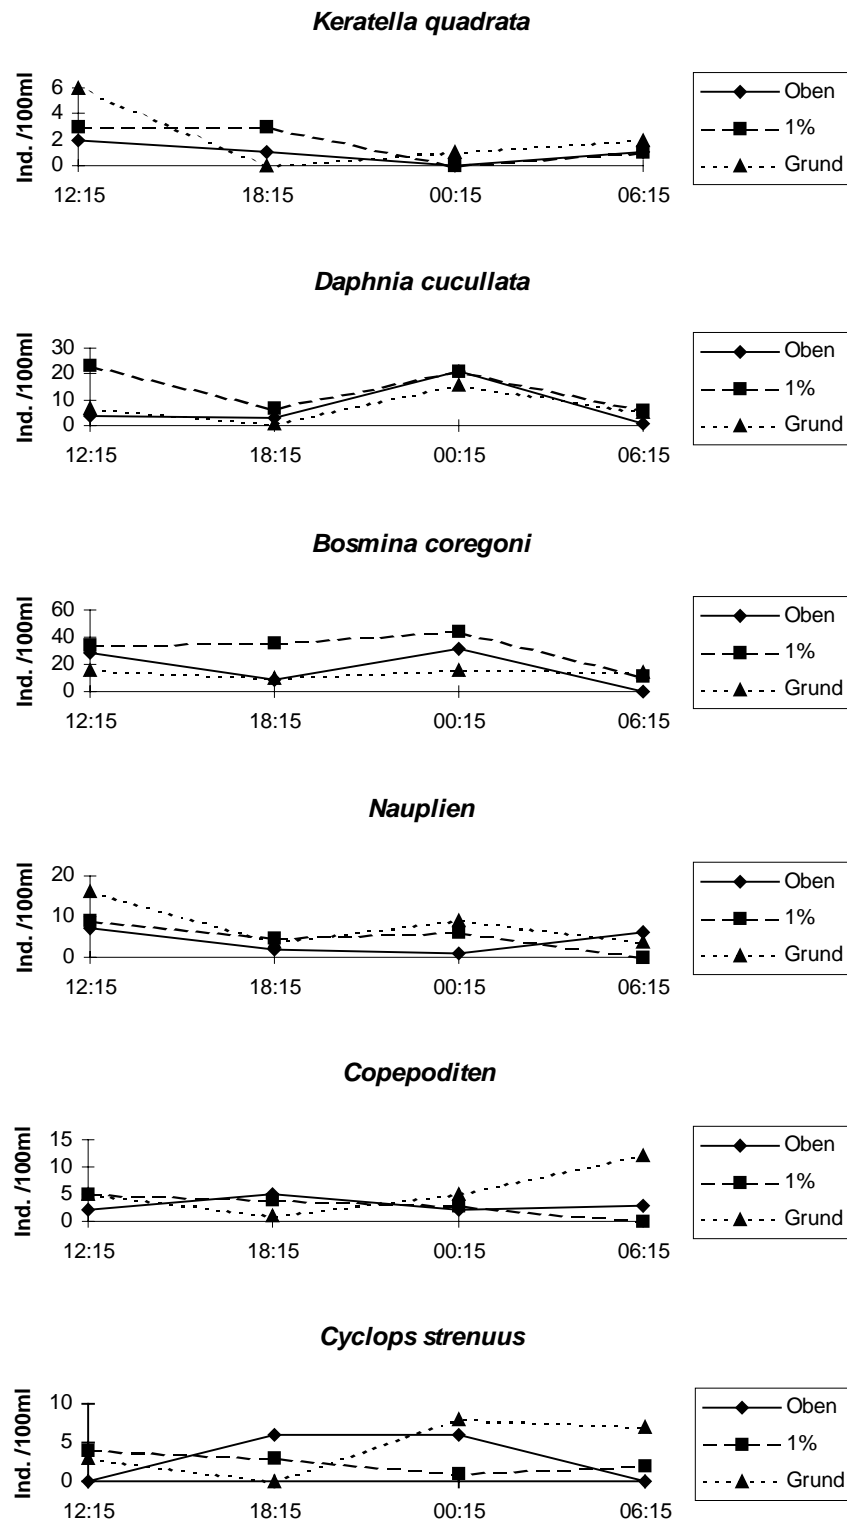 Keratella quadrata
Ind. /100ml
6
4
2
0
12:15 18:15 00:15 06:15
Oben
1%
Grund
Daphnia cucullata
Ind. /100ml
30
20
10
0
12:15 18:15 00:15 06:15
Oben
1%
Grund
Bosmina coregoni
Ind. /100ml
60
40
20
0
12:15 18:15 00:15 06:15
Oben
1%
Grund
Nauplien
Ind. /100ml
20
10
0
12:15 18:15 00:15 06:15
Oben
1%
Grund
Copepoditen
Ind. /100ml
15
10
5
0
12:15 18:15 00:15 06:15
Oben
1%
Grund
Cyclops strenuus
Ind. /100ml
10
5
0
12:15 18:15 00:15 06:15
Oben
1%
Grund